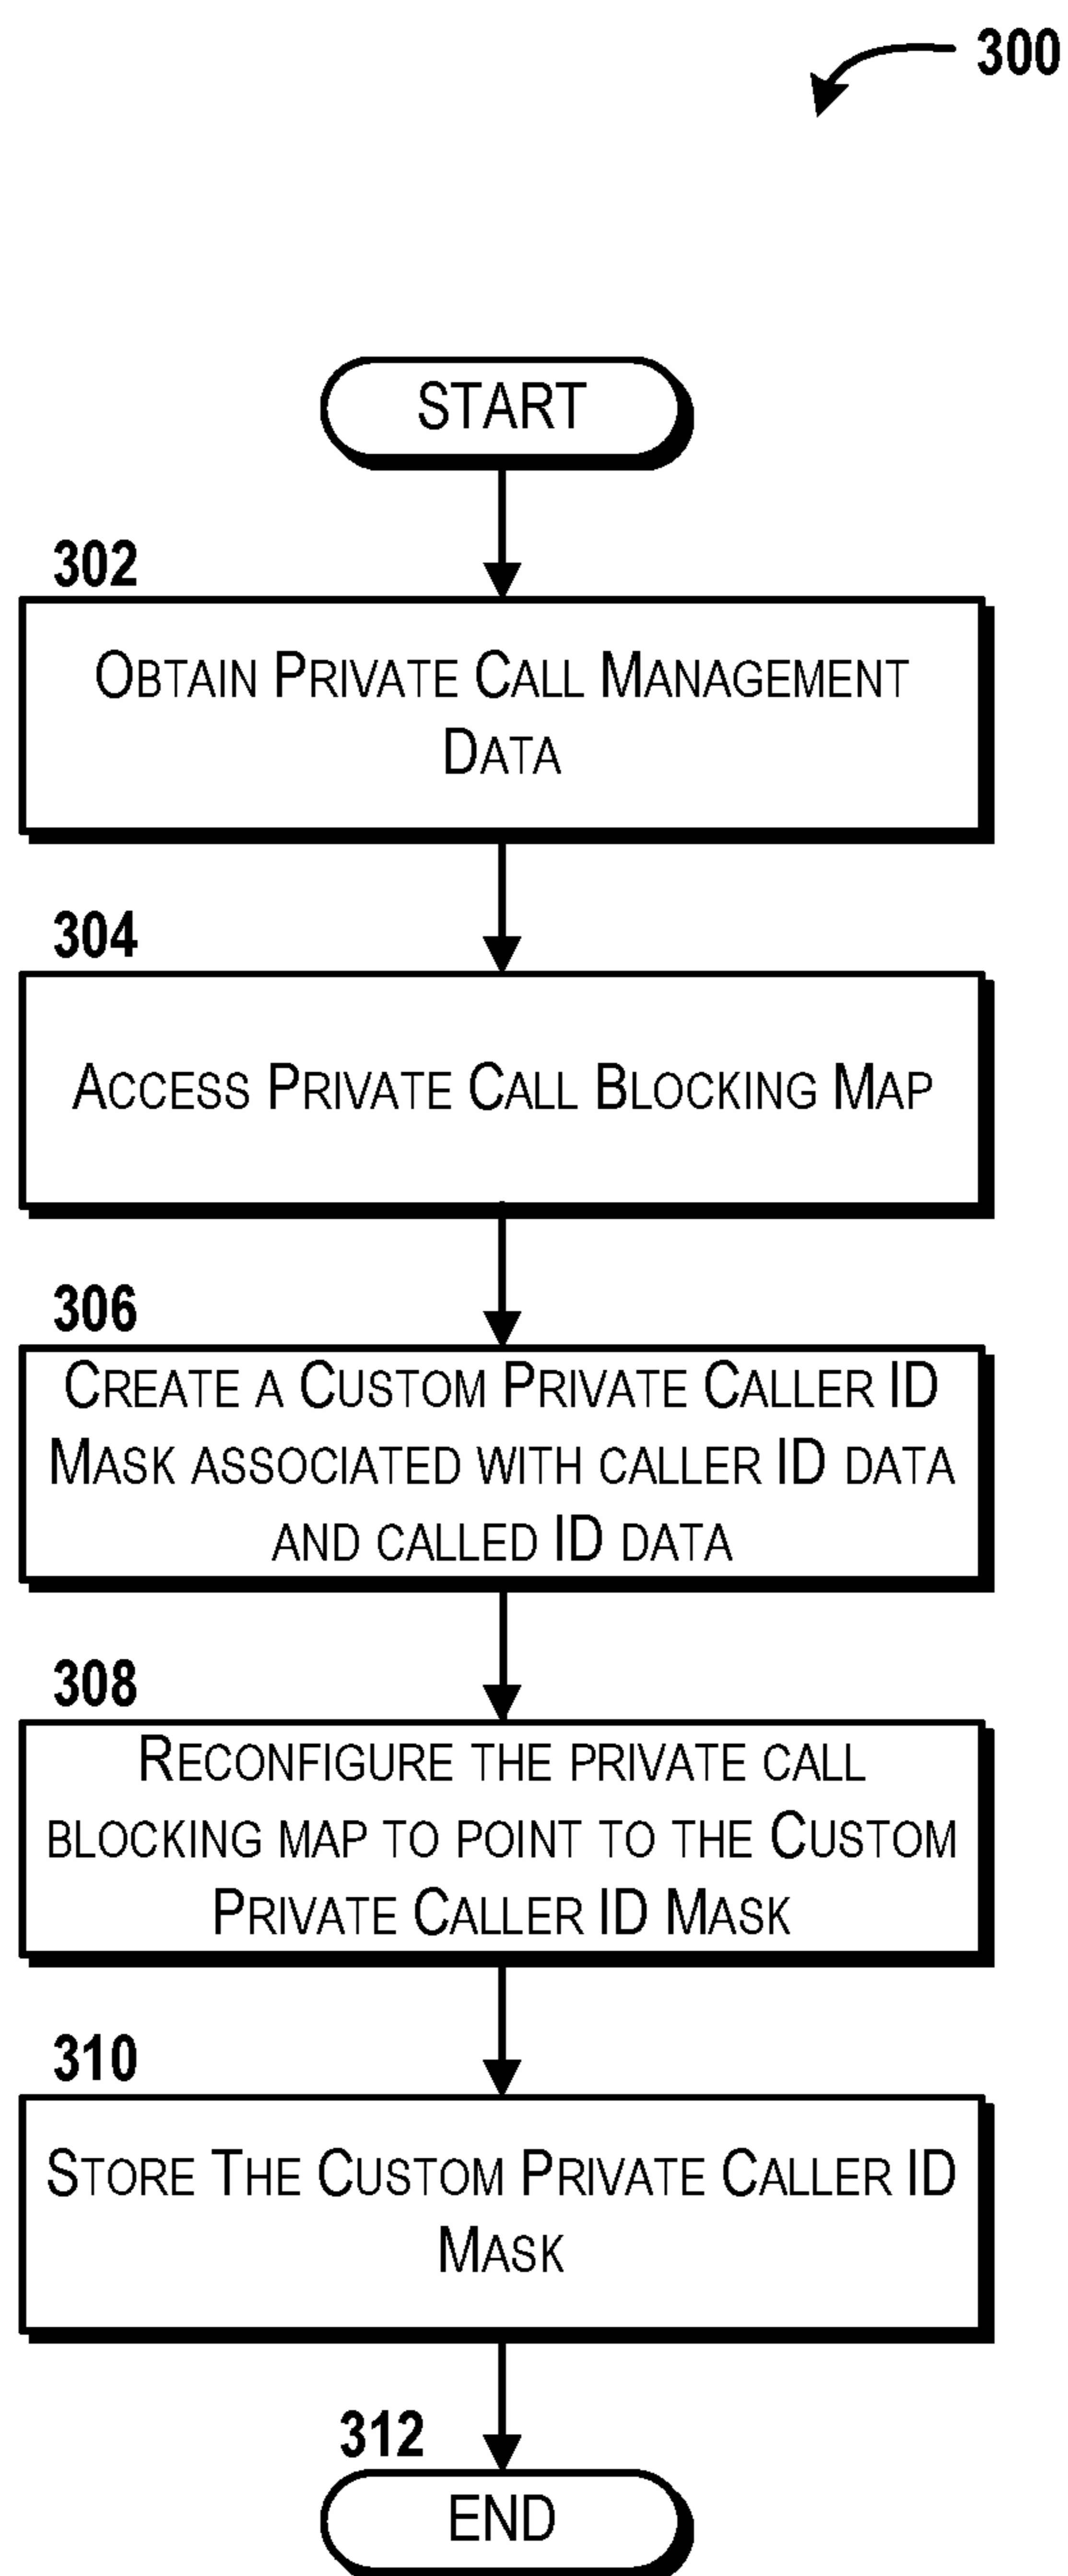 300
START
302
OBTAIN PRIVATE CALL MANAGEMENT
DATA
304
ACCESS PRIVATE CALL BLOCKING MAP
306
CREATE A CUSTOM PRIVATE CALLER ID
MASK ASSOCIATED WITH CALLER ID DATA
AND CALLED ID DATA
308
RECONFIGURE THE PRIVATE CALL
BLOCKING MAP TO POINT TO THE CUSTOM
PRIVATE CALLER ID MASK
310
STORE THE CUSTOM PRIVATE CALLER ID
MASK
312
END